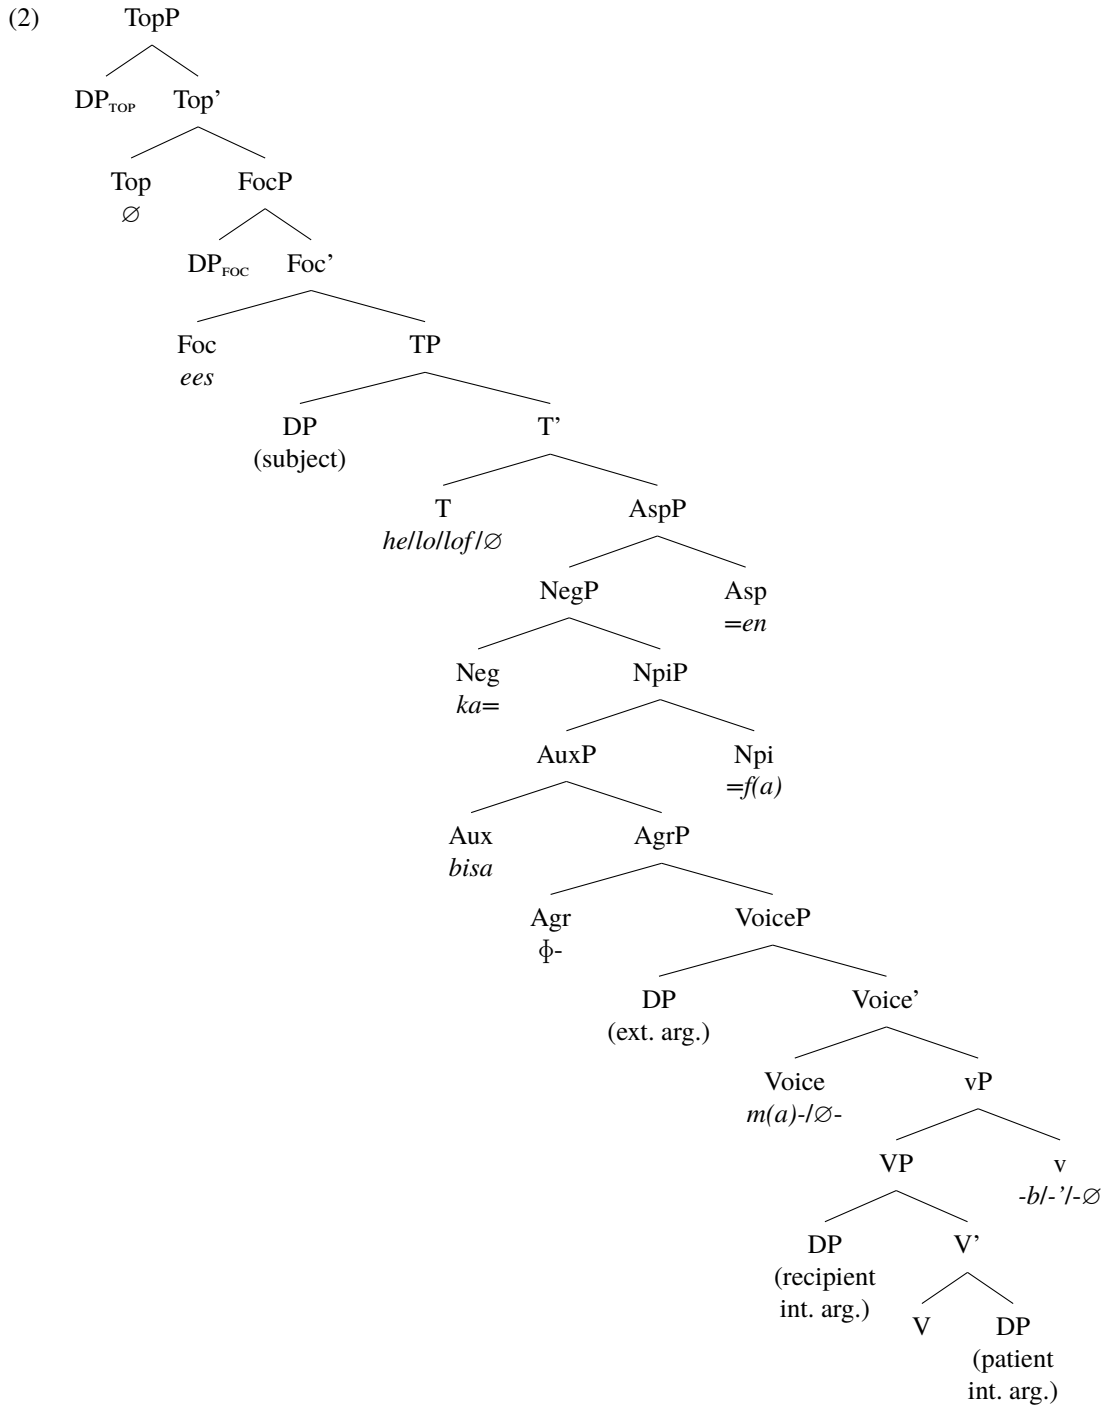 (2) TopP
DP_TOP Top’
Top FocP
∅
DP_FOC Foc’
Foc TP
ees
DP T’
(subject)
T AspP
he/lo/lof/∅
NegP Asp
=en
Neg NpiP
ka=
AuxP Npi
=f(a)
Aux AgrP
bisa
Agr VoiceP
ϕ-
DP Voice’
(ext. arg.)
Voice vP
m(a)-/∅-
VP v
-b/-’/-∅
DP V’
(recipient
int. arg.)
V DP
(patient
int. arg.)